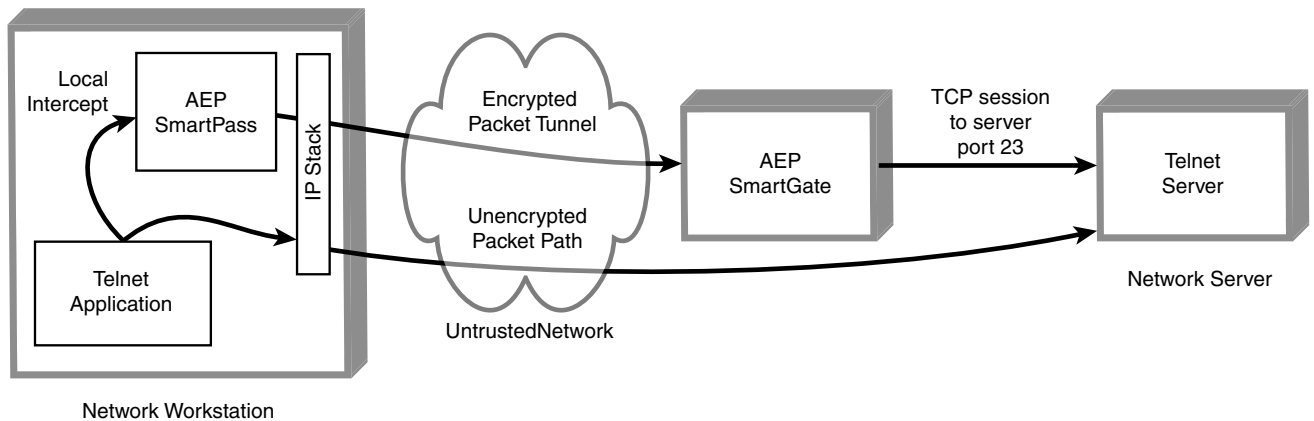 Local
Intercept
AEP
SmartPass
IP Stack
Telnet
Application
Network Workstation
Encrypted
Packet Tunnel
Unencrypted
Packet Path
UntrustedNetwork
AEP
SmartGate
TCP session
to server
port 23
Telnet
Server
Network Server